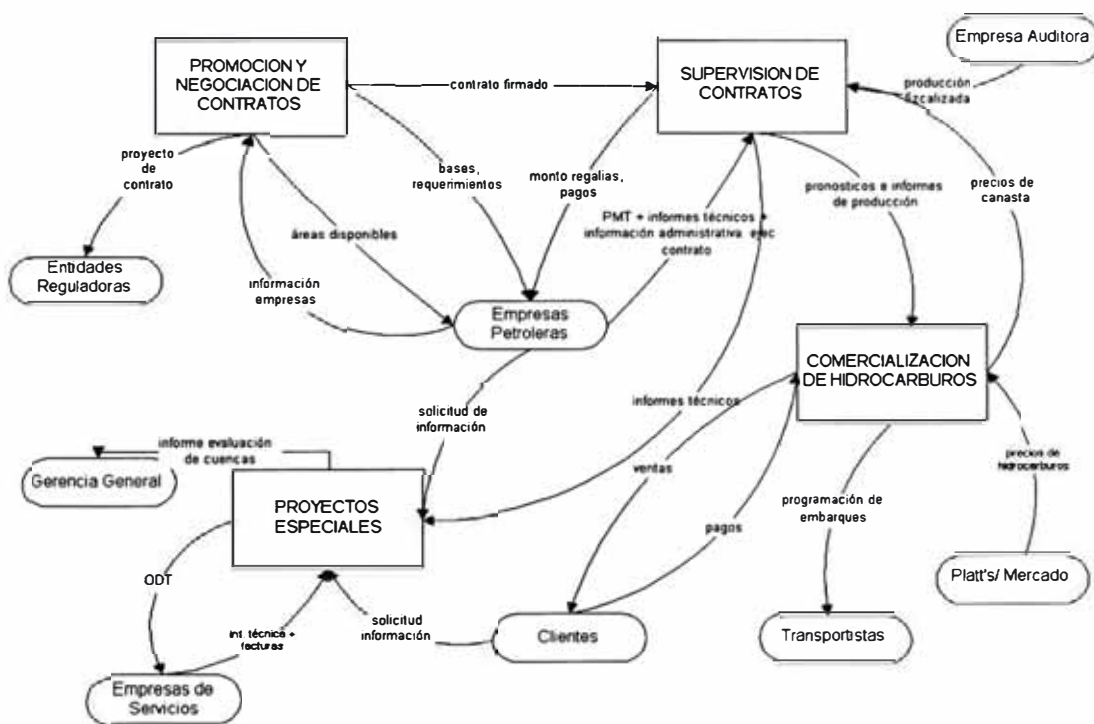 Empresa Auditora
PROMOCION Y
NEGOCIACION DE
CONTRATOS
contrato firmado
SUPERVISION DE
CONTRATOS
producción
fizcalizada
proyecto
de
contrato
bases,
requerimientos
monto regalias,
pagos
pronosticos e informes
de producción
precios de
canasta
áreas disponibles
PMT + informes técnicos +
información administrativa ejec
contrato
Entidades
Reguladoras
información
empresas
Empresas
Petroleras
COMERCIALIZACION
DE HIDROCARBUROS
solicitud de
información
informes técnicos
informe evaluación
de cuencas
Gerencia General
ventas
precios de
hidrocarburos
PROYECTOS
ESPECIALES
programación de
embarques
pagos
ODT
Platt's/ Mercado
int. técnica +
facturas
solicitud
información
Clientes
Transportistas
Empresas de
Servicios